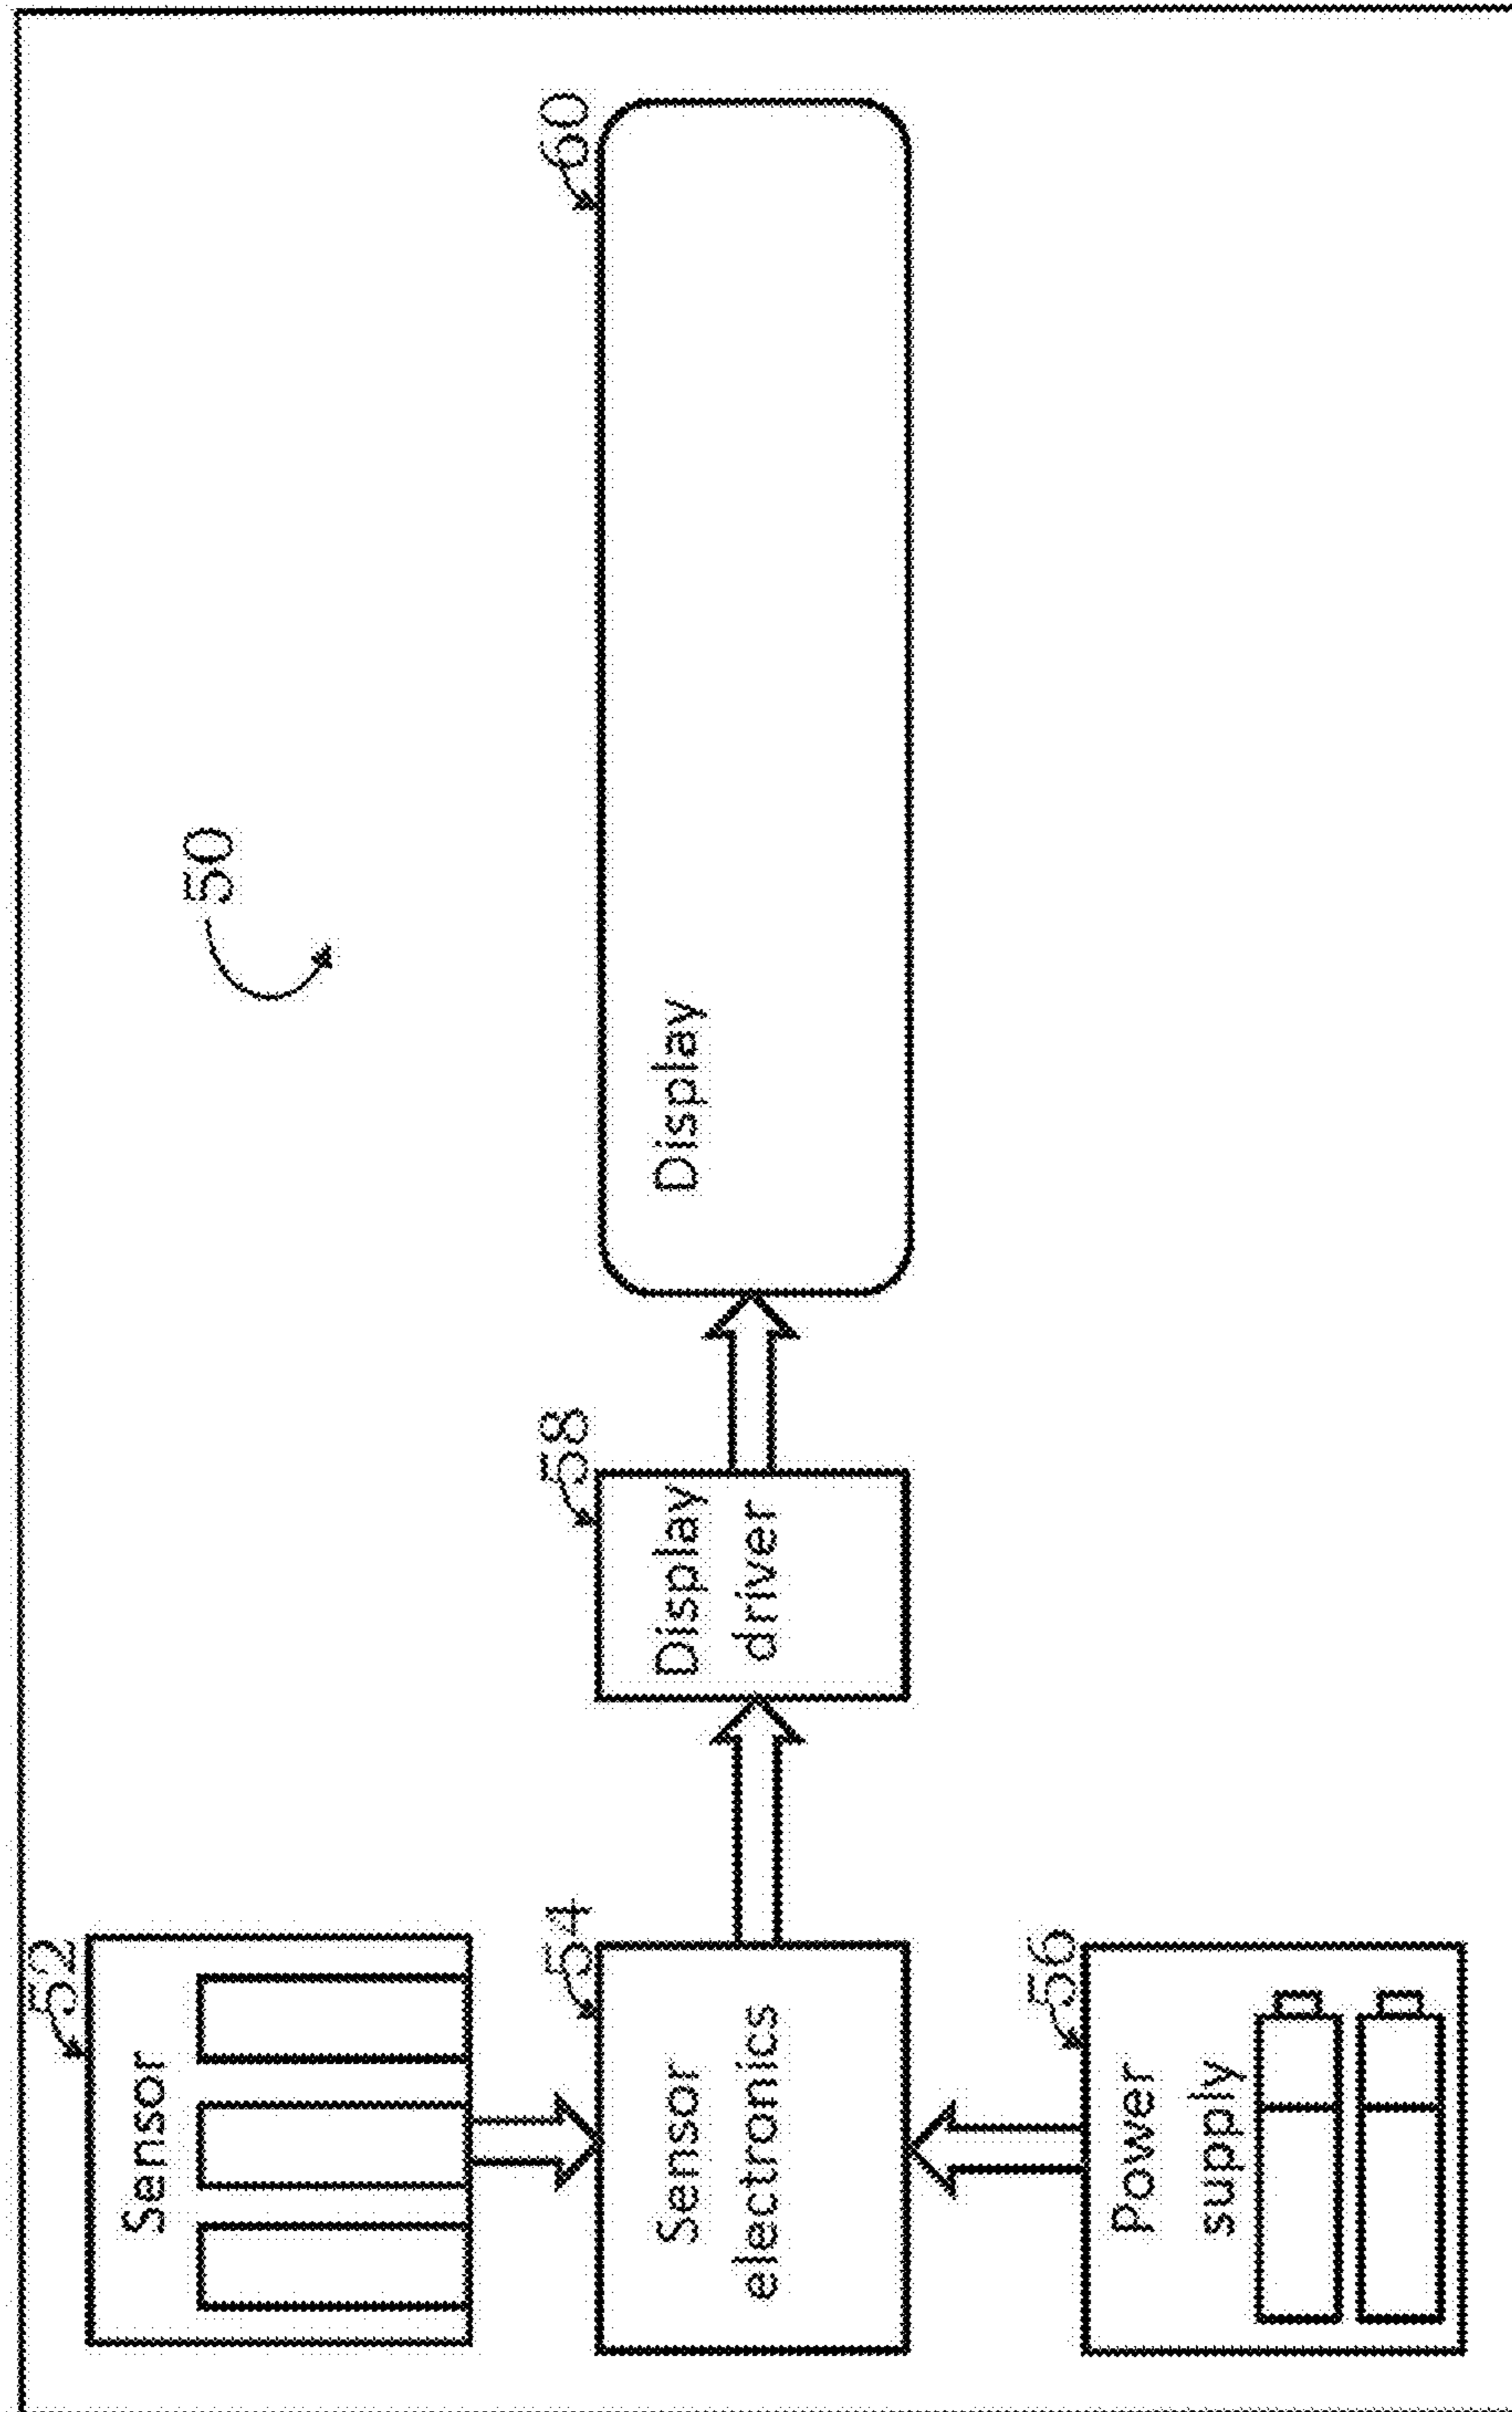 52
Sensor
50
54
Sensor
electronics
58
Display
driver
60
Display
56
Power
supply